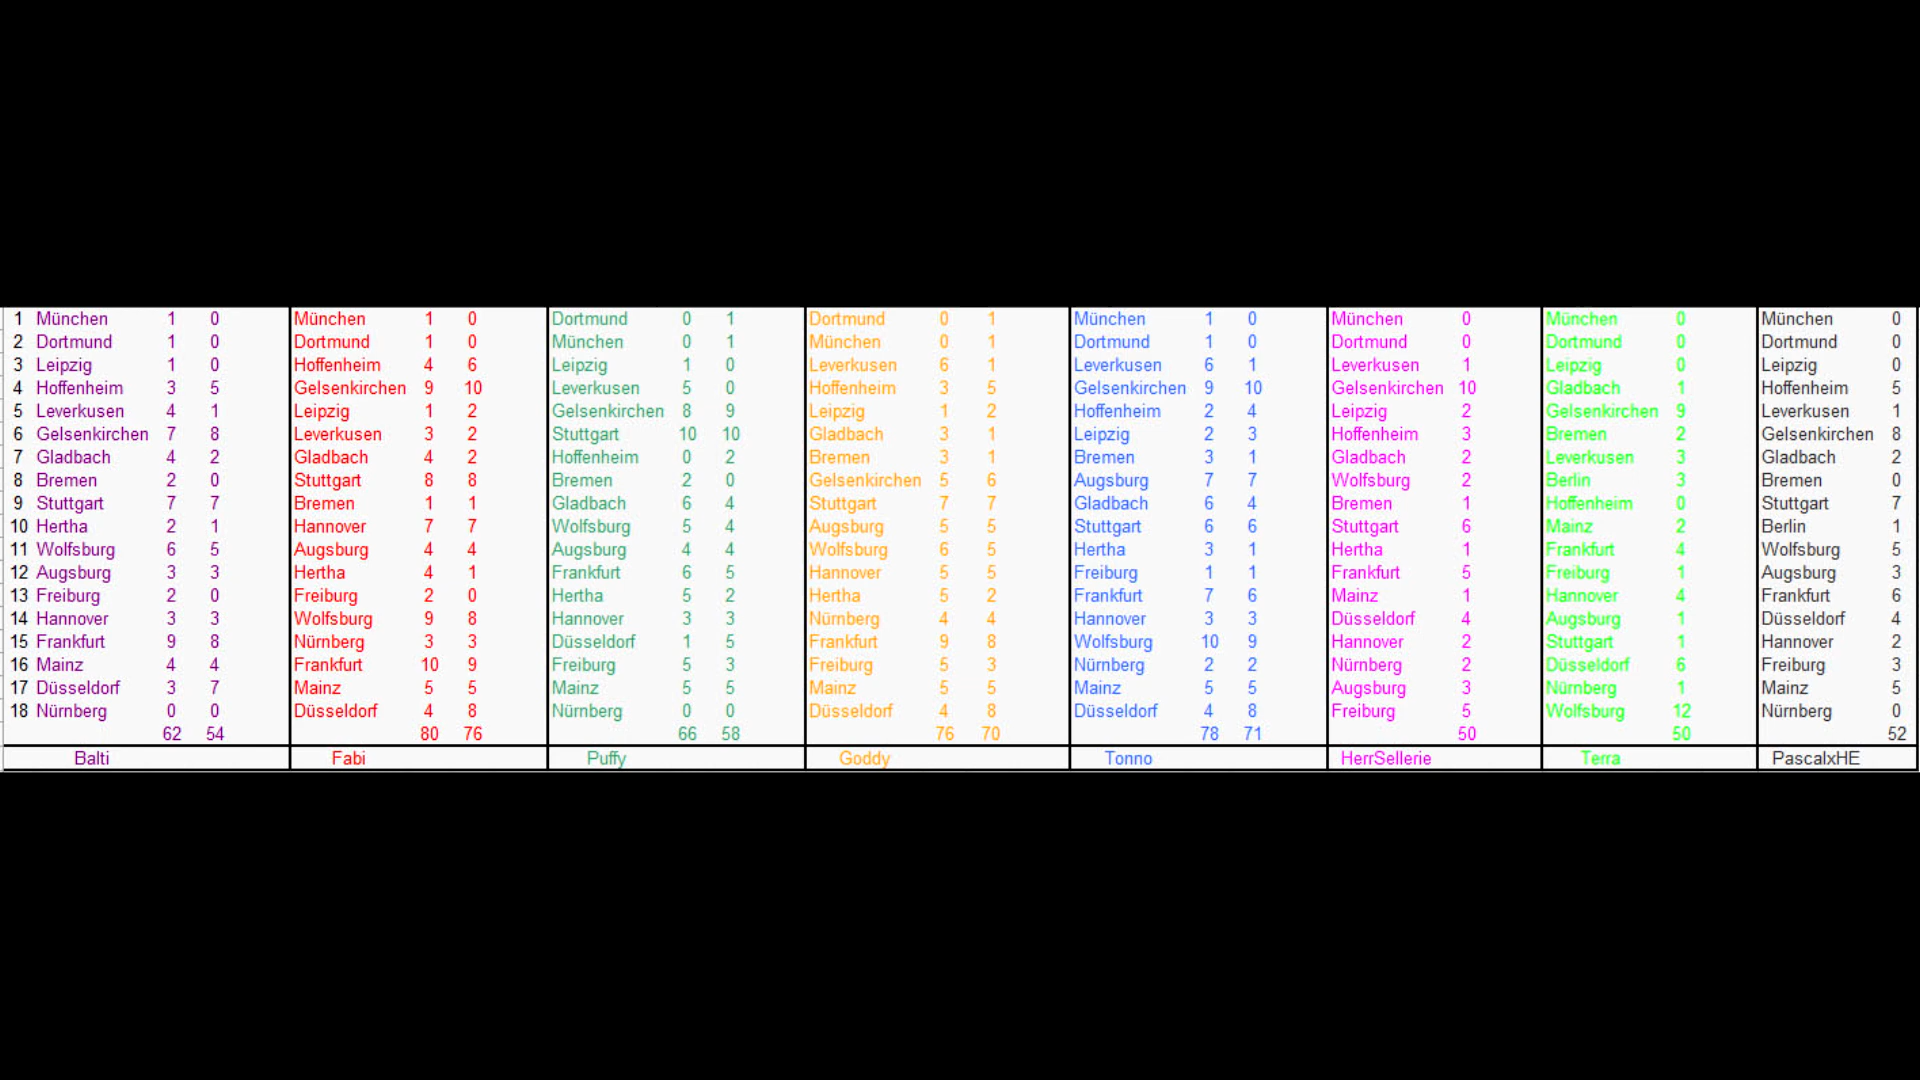 1 München 1 0 München 1 0 Dortmund 0 1 Dortmund 0 1 München 1 0 München 0 München 0 München 0
2 Dortmund 1 0 Dortmund 1 0 München 0 1 München 0 1 Dortmund 1 0 Dortmund 0 Dortmund 0 Dortmund 0
3 Leipzig 1 0 Hoffenheim 4 6 Leipzig 1 0 Leverkusen 6 1 Leverkusen 6 1 Leverkusen 1 Leipzig 0 Leipzig 0
4 Hoffenheim 3 5 Gelsenkirchen 9 10 Leverkusen 5 0 Hoffenheim 3 5 Gelsenkirchen 9 10 Gelsenkirchen 10 Gladbach 1 Hoffenheim 5
5 Leverkusen 4 1 Leipzig 1 2 Gelsenkirchen 8 9 Leipzig 1 2 Hoffenheim 2 4 Leipzig 2 Gelsenkirchen 9 Leverkusen 1
6 Gelsenkirchen 7 8 Leverkusen 3 2 Stuttgart 10 10 Gladbach 3 1 Leipzig 2 3 Hoffenheim 3 Bremen 2 Gelsenkirchen 8
7 Gladbach 4 2 Gladbach 4 2 Hoffenheim 0 2 Bremen 3 1 Bremen 3 1 Gladbach 2 Leverkusen 3 Gladbach 2
8 Bremen 2 0 Stuttgart 8 8 Bremen 2 0 Gelsenkirchen 5 6 Augsburg 7 7 Wolfsburg 2 Berlin 3 Bremen 0
9 Stuttgart 7 7 Bremen 1 1 Gladbach 6 4 Stuttgart 7 7 Gladbach 6 4 Bremen 1 Hoffenheim 0 Stuttgart 7
10 Hertha 2 1 Hannover 7 7 Wolfsburg 5 4 Augsburg 5 5 Stuttgart 6 6 Stuttgart 6 Mainz 2 Berlin 1
11 Wolfsburg 6 5 Augsburg 4 4 Augsburg 4 4 Wolfsburg 6 5 Hertha 3 1 Hertha 1 Frankfurt 4 Wolfsburg 5
12 Augsburg 3 3 Hertha 4 1 Frankfurt 6 5 Hannover 5 5 Freiburg 1 1 Frankfurt 5 Freiburg 1 Augsburg 3
13 Freiburg 2 0 Freiburg 2 0 Hertha 5 2 Hertha 5 2 Frankfurt 7 6 Mainz 1 Hannover 4 Frankfurt 6
14 Hannover 3 3 Wolfsburg 9 8 Hannover 3 3 Nürnberg 4 4 Hannover 3 3 Düsseldorf 4 Augsburg 1 Düsseldorf 4
15 Frankfurt 9 8 Nürnberg 3 3 Düsseldorf 1 5 Frankfurt 9 8 Wolfsburg 10 9 Hannover 2 Stuttgart 1 Hannover 2
16 Mainz 4 4 Frankfurt 10 9 Freiburg 5 3 Freiburg 5 3 Nürnberg 2 2 Nürnberg 2 Düsseldorf 6 Freiburg 3
17 Düsseldorf 3 7 Mainz 5 5 Mainz 5 5 Mainz 5 5 Mainz 5 5 Augsburg 3 Nürnberg 1 Mainz 5
18 Nürnberg 0 0 Düsseldorf 4 8 Nürnberg 0 0 Düsseldorf 4 8 Düsseldorf 4 8 Freiburg 5 Wolfsburg 12 Nürnberg 0
62 54 80 76 66 58 76 70 78 71 50 50 52
Balti Fabi Puffy Goddy Tonno HerrSellerie Terra PascalxHE